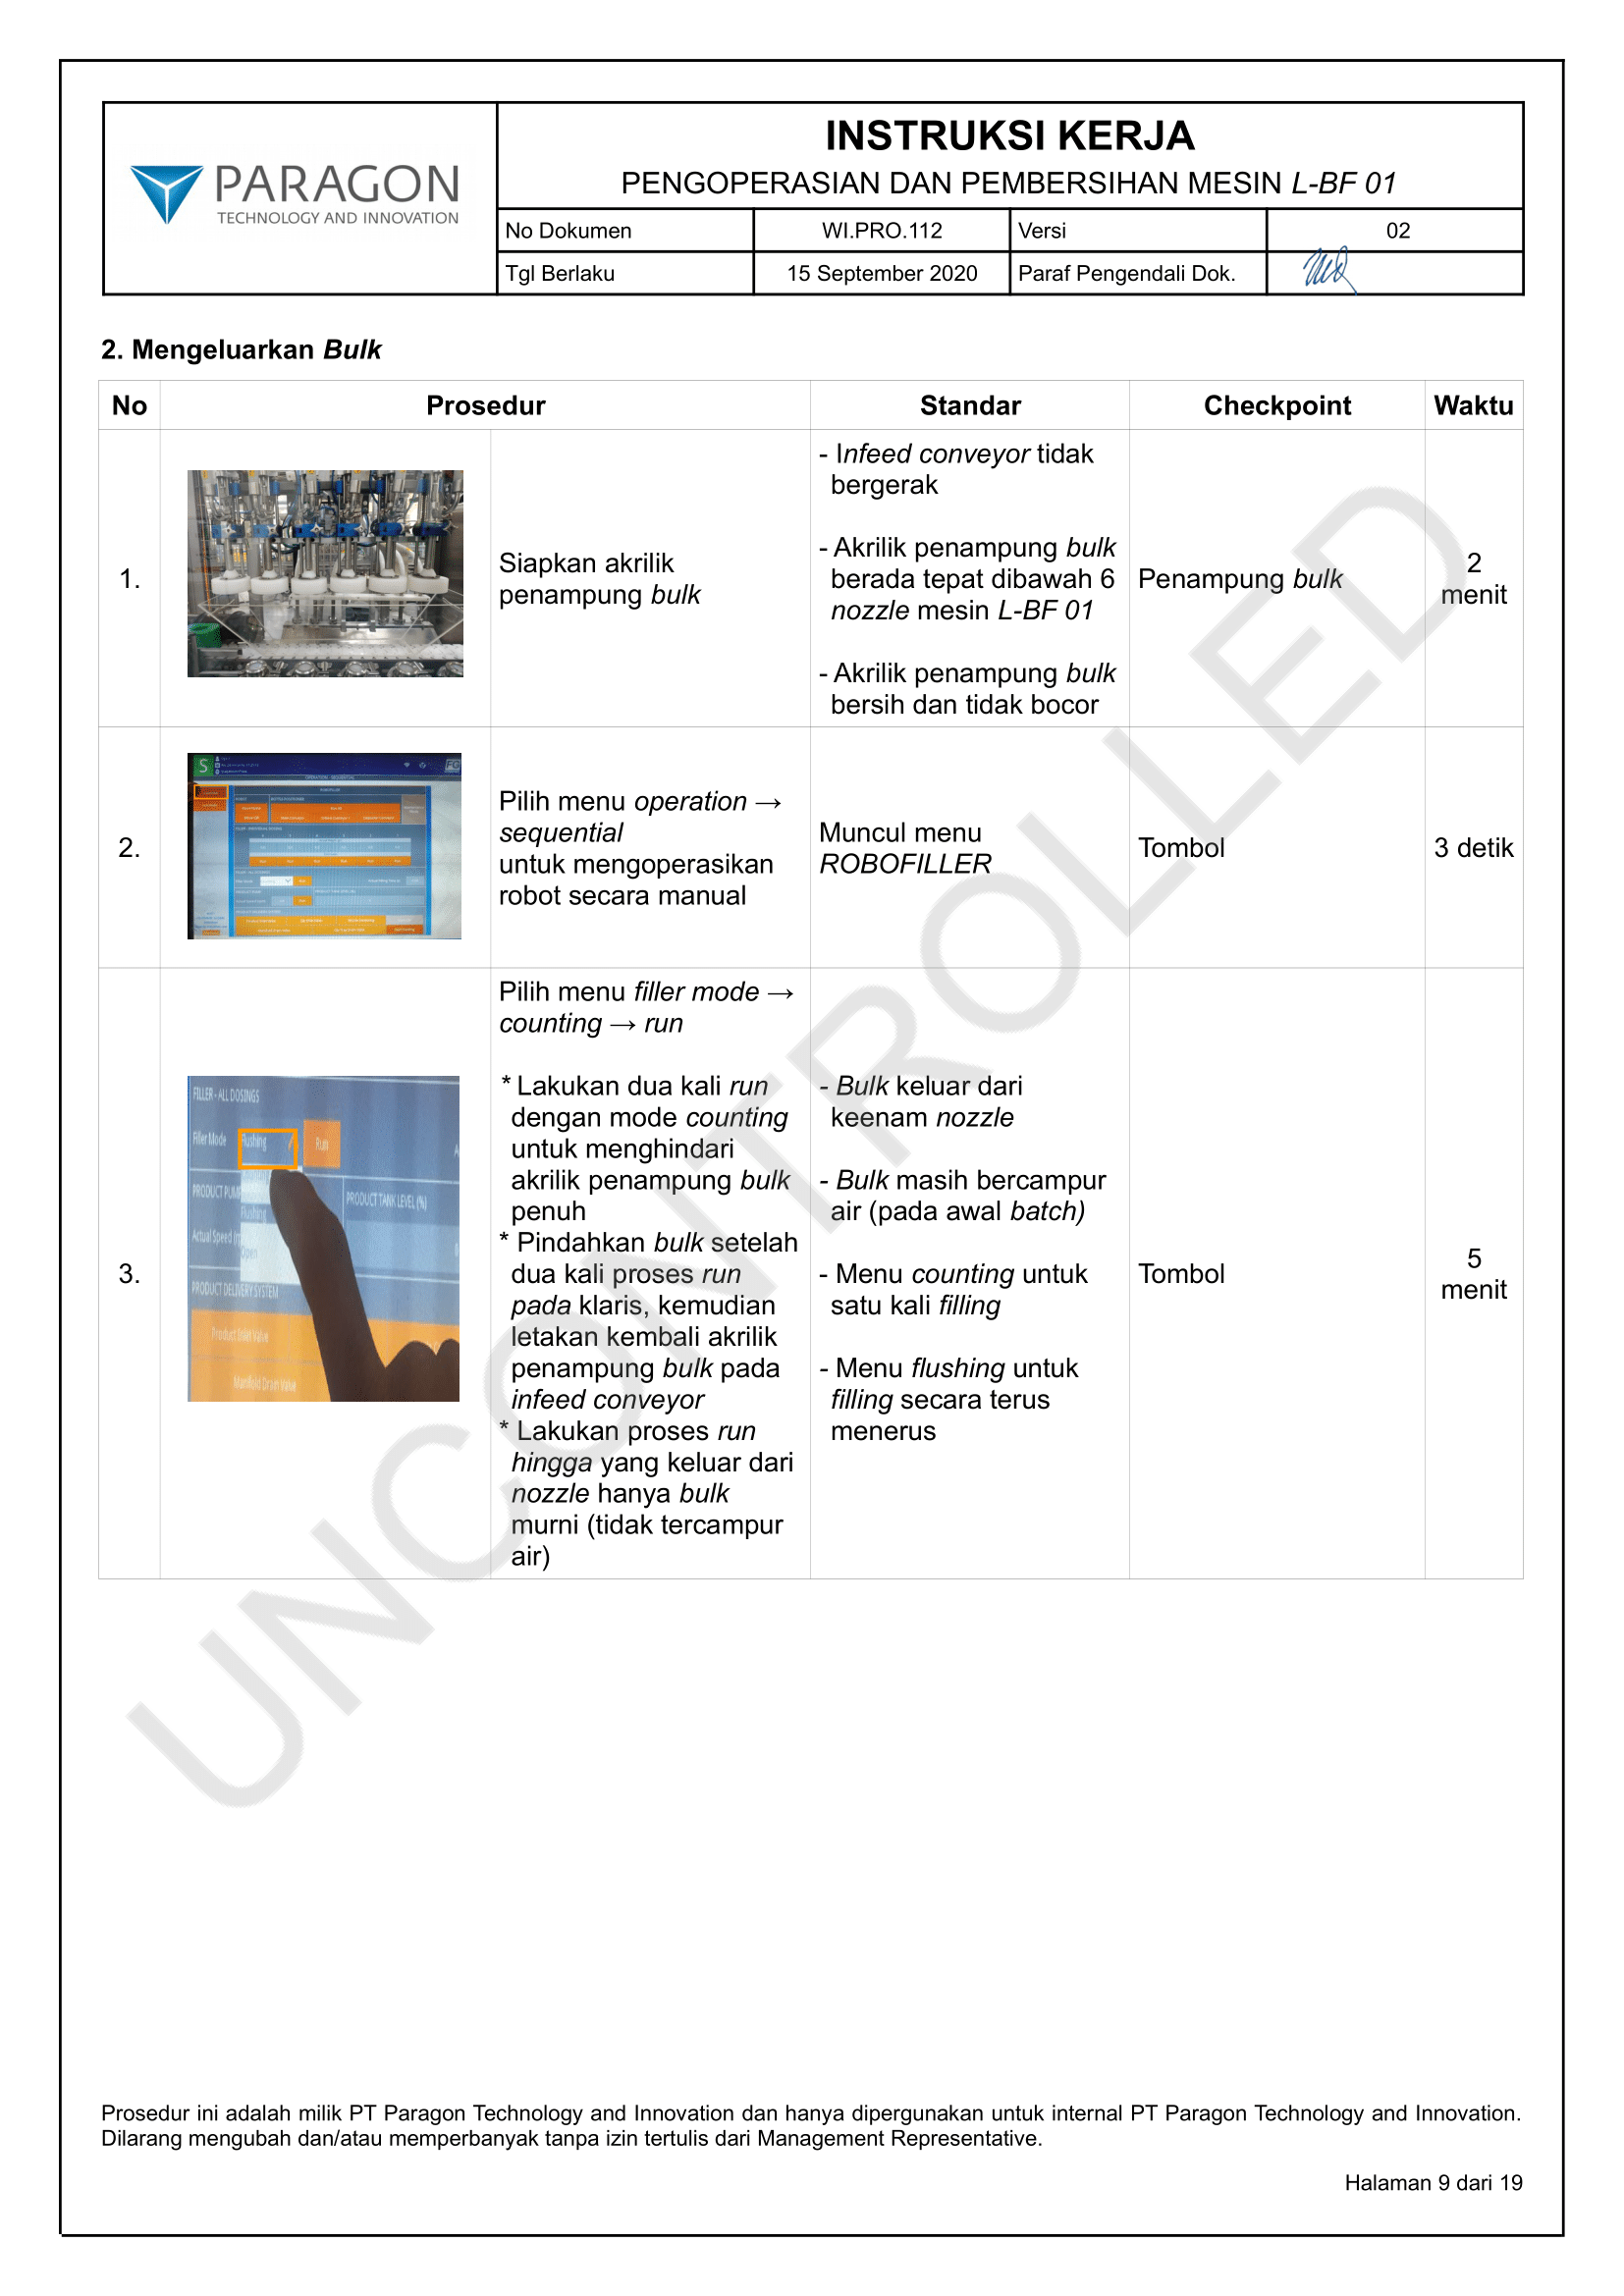 PARAGON
TECHNOLOGY AND INNOVATION
INSTRUKSI KERJA
PENGOPERASIAN DAN PEMBERSIHAN MESIN L-BF 01
No Dokumen
WI.PRO.112
Versi
02
Tgl Berlaku
15 September 2020
Paraf Pengendali Dok.
2. Mengeluarkan Bulk
No
Prosedur
Standar
Checkpoint
Waktu
1.
Siapkan akrilik
penampung bulk
- Infeed conveyor tidak
bergerak
- Akrilik penampung bulk
berada tepat dibawah 6
nozzle mesin L-BF 01
- Akrilik penampung bulk
bersih dan tidak bocor
Penampung bulk
2
menit
2.
S
Pilih menu operation →
sequential
untuk mengoperasikan
robot secara manual
Muncul menu
ROBOFILLER
Tombol
3 detik
3.
FILLER - ALL DOSINGS
Filler Mode
Flushing
Run
PRODUCT PUMP
PRODUCT TANK LEVEL (%)
Flushing
Actual Speed
Open
PRODUCT DELIVERY SYSTEM
Product Inlet Valve
Manifold Drain Valve
Pilih menu filler mode →
counting → run
* Lakukan dua kali run
dengan mode counting
untuk menghindari
akrilik penampung bulk
penuh
* Pindahkan bulk setelah
dua kali proses run
pada klaris, kemudian
letakan kembali akrilik
penampung bulk pada
infeed conveyor
* Lakukan proses run
hingga yang keluar dari
nozzle hanya bulk
murni (tidak tercampur
air)
- Bulk keluar dari
keenam nozzle
- Bulk masih bercampur
air (pada awal batch)
- Menu counting untuk
satu kali filling
- Menu flushing untuk
filling secara terus
menerus
Tombol
5
menit
UNCONTROLLED
Prosedur ini adalah milik PT Paragon Technology and Innovation dan hanya dipergunakan untuk internal PT Paragon Technology and Innovation.
Dilarang mengubah dan/atau memperbanyak tanpa izin tertulis dari Management Representative.
Halaman 9 dari 19